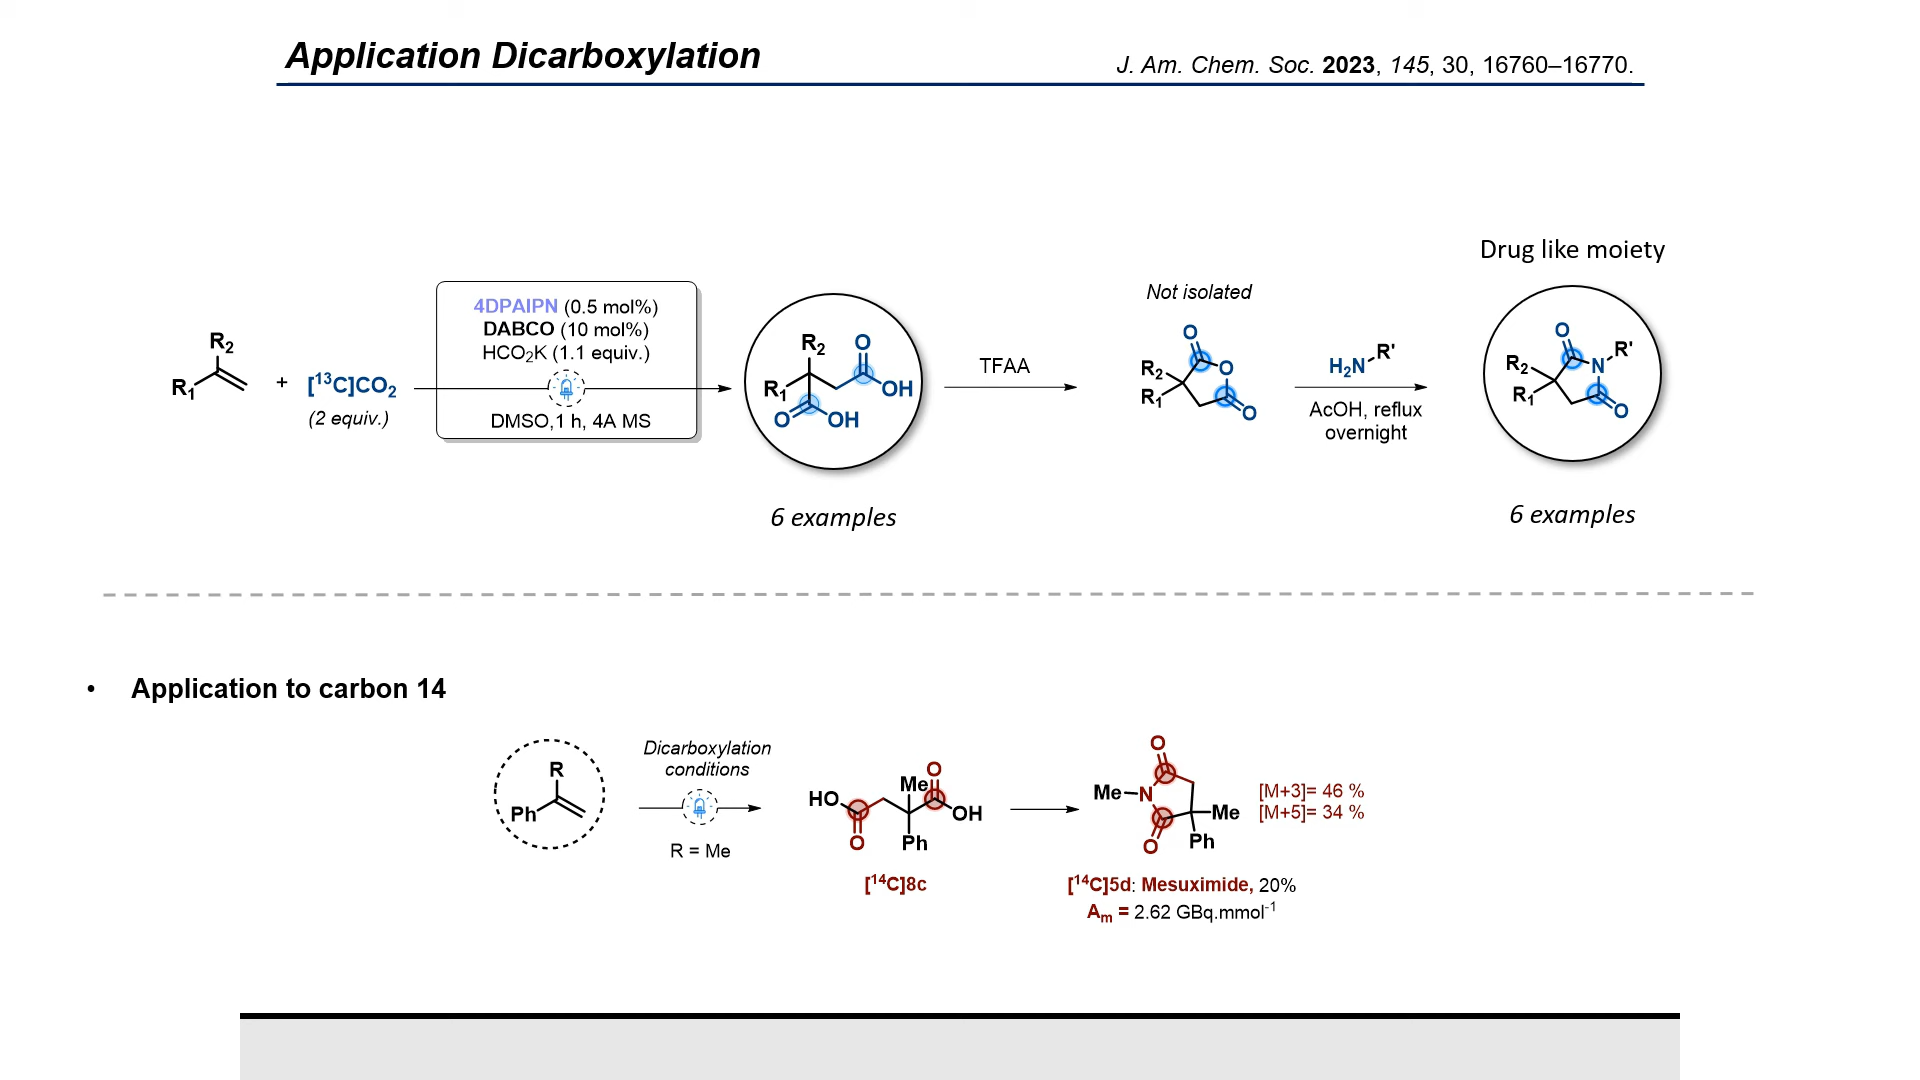 Application Dicarboxylation
J. Am. Chem. Soc. 2023, 145, 30, 16760–16770.
R2
R1
+
[13C]CO2
(2 equiv.)
4DPAIPN (0.5 mol%)
DABCO (10 mol%)
HCO2K (1.1 equiv.)
DMSO,1 h, 4A MS
R2
O
R1
OH
O
OH
6 examples
TFAA
Not isolated
O
R2
O
R1
O
H2N R'
AcOH, reflux
overnight
Drug like moiety
O
R'
R2
N
R1
O
6 examples
• Application to carbon 14
R
Ph
Dicarboxylation
conditions
R = Me
O
Me
HO
OH
O
Ph
[14C]8c
O
Me N
Me
O
Ph
[M+3]= 46 %
[M+5]= 34 %
[14C]5d: Mesuximide, 20%
Am = 2.62 GBq.mmol-1